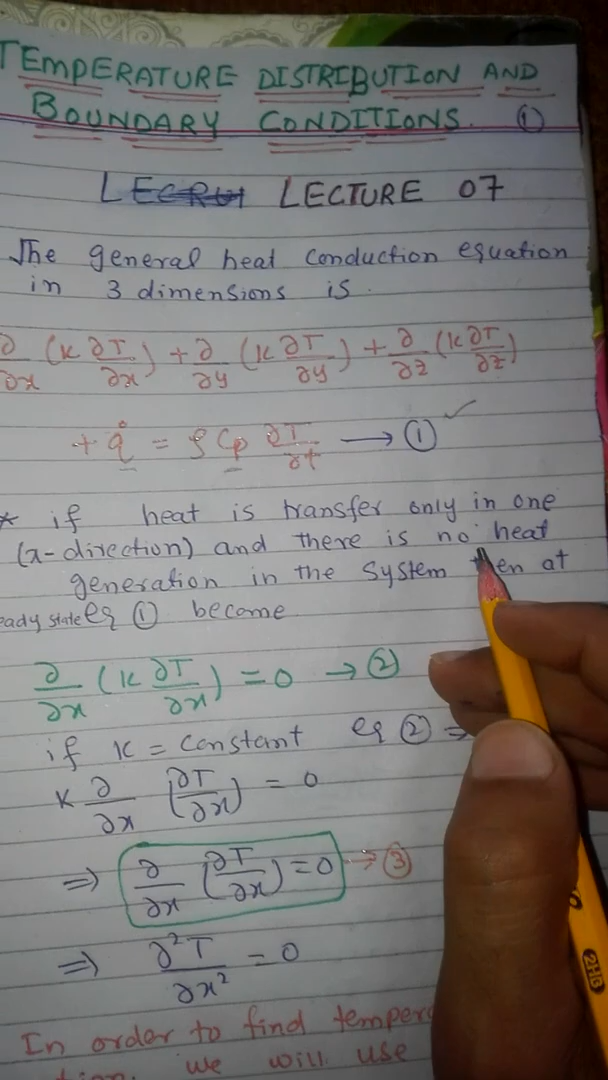 TEMPERATURE DISTRIBUTION AND
BOUNDARY CONDITIONS. ①
LECTURE 07
The general heat conduction equation
in 3 dimensions is.
∂/∂x (K ∂T/∂x) + ∂/∂y (K ∂T/∂y) + ∂/∂z (K ∂T/∂z)
+ q̇ = ρ Cp ∂T/∂t → ①
* if heat is transfer only in one
(x-direction) and there is no heat
generation in the system then at
eady state eq ① become
∂/∂x (K ∂T/∂x) = 0 → ②
if K = constant eq ② ⇒
K ∂/∂x (∂T/∂x) = 0
⇒ ∂/∂x (∂T/∂x) = 0 → ③
⇒ ∂²T/∂x² = 0
In order to find temper
we will use
2HB